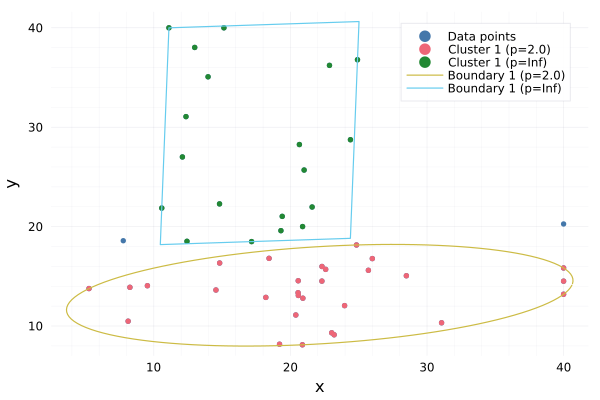 40
30
20
10
y
10
20
30
40
x
Data points
Cluster 1 (p=2.0)
Cluster 1 (p=Inf)
Boundary 1 (p=2.0)
Boundary 1 (p=Inf)